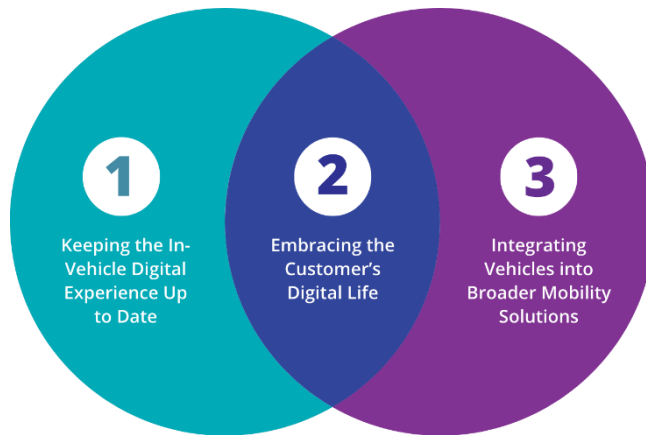 1
Keeping the In-
Vehicle Digital
Experience Up
to Date
2
Embracing the
Customer's
Digital Life
3
Integrating
Vehicles into
Broader Mobility
Solutions